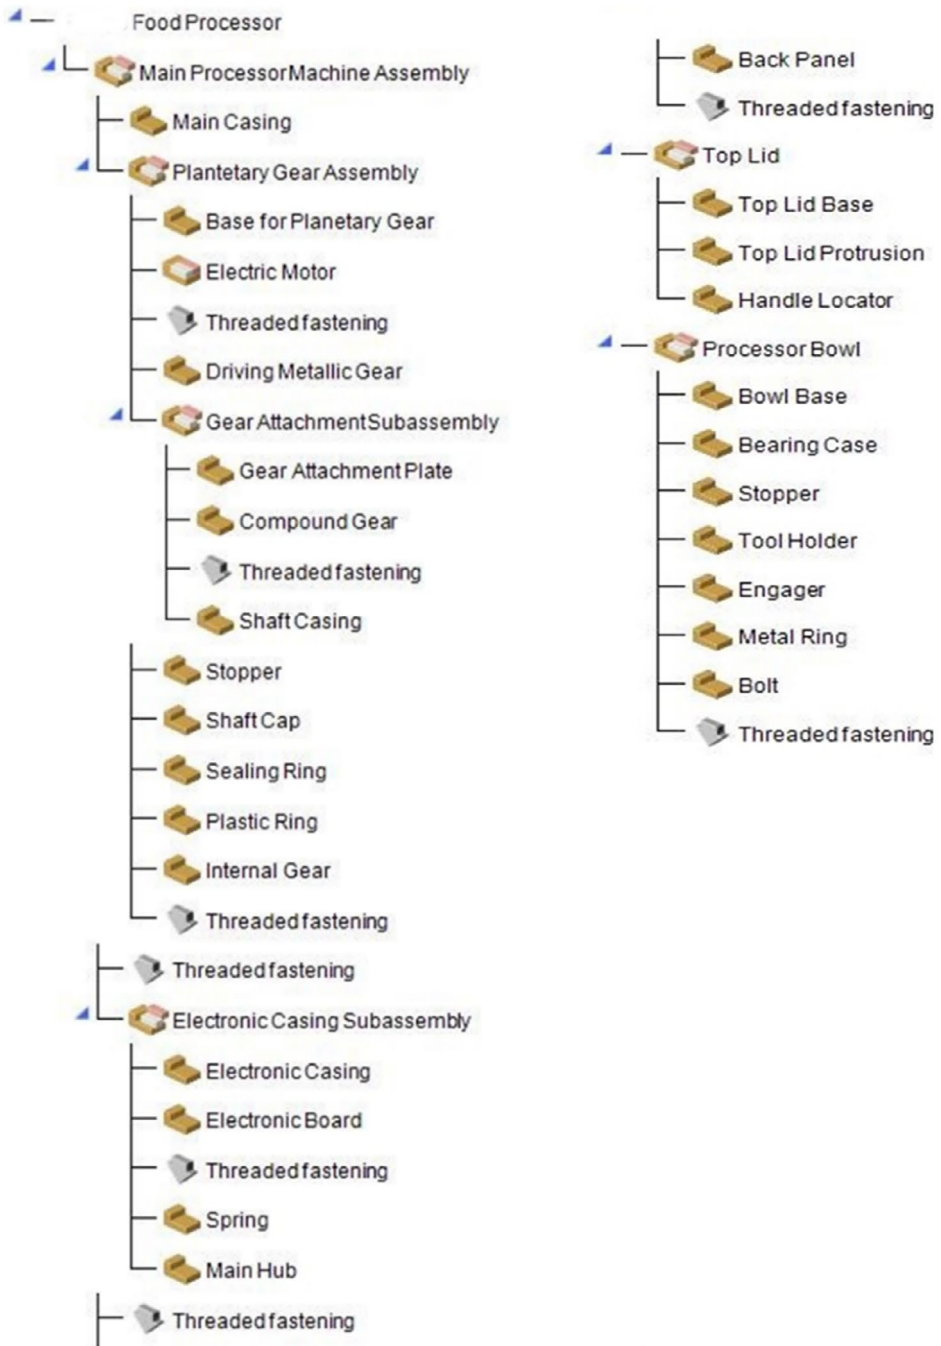 Food Processor
Main Processor Machine Assembly
Main Casing
Plantetary Gear Assembly
Base for Planetary Gear
Electric Motor
Threaded fastening
Driving Metallic Gear
Gear Attachment Subassembly
Gear Attachment Plate
Compound Gear
Threaded fastening
Shaft Casing
Stopper
Shaft Cap
Sealing Ring
Plastic Ring
Internal Gear
Threaded fastening
Threaded fastening
Electronic Casing Subassembly
Electronic Casing
Electronic Board
Threaded fastening
Spring
Main Hub
Threaded fastening
Back Panel
Threaded fastening
Top Lid
Top Lid Base
Top Lid Protrusion
Handle Locator
Processor Bowl
Bowl Base
Bearing Case
Stopper
Tool Holder
Engager
Metal Ring
Bolt
Threaded fastening